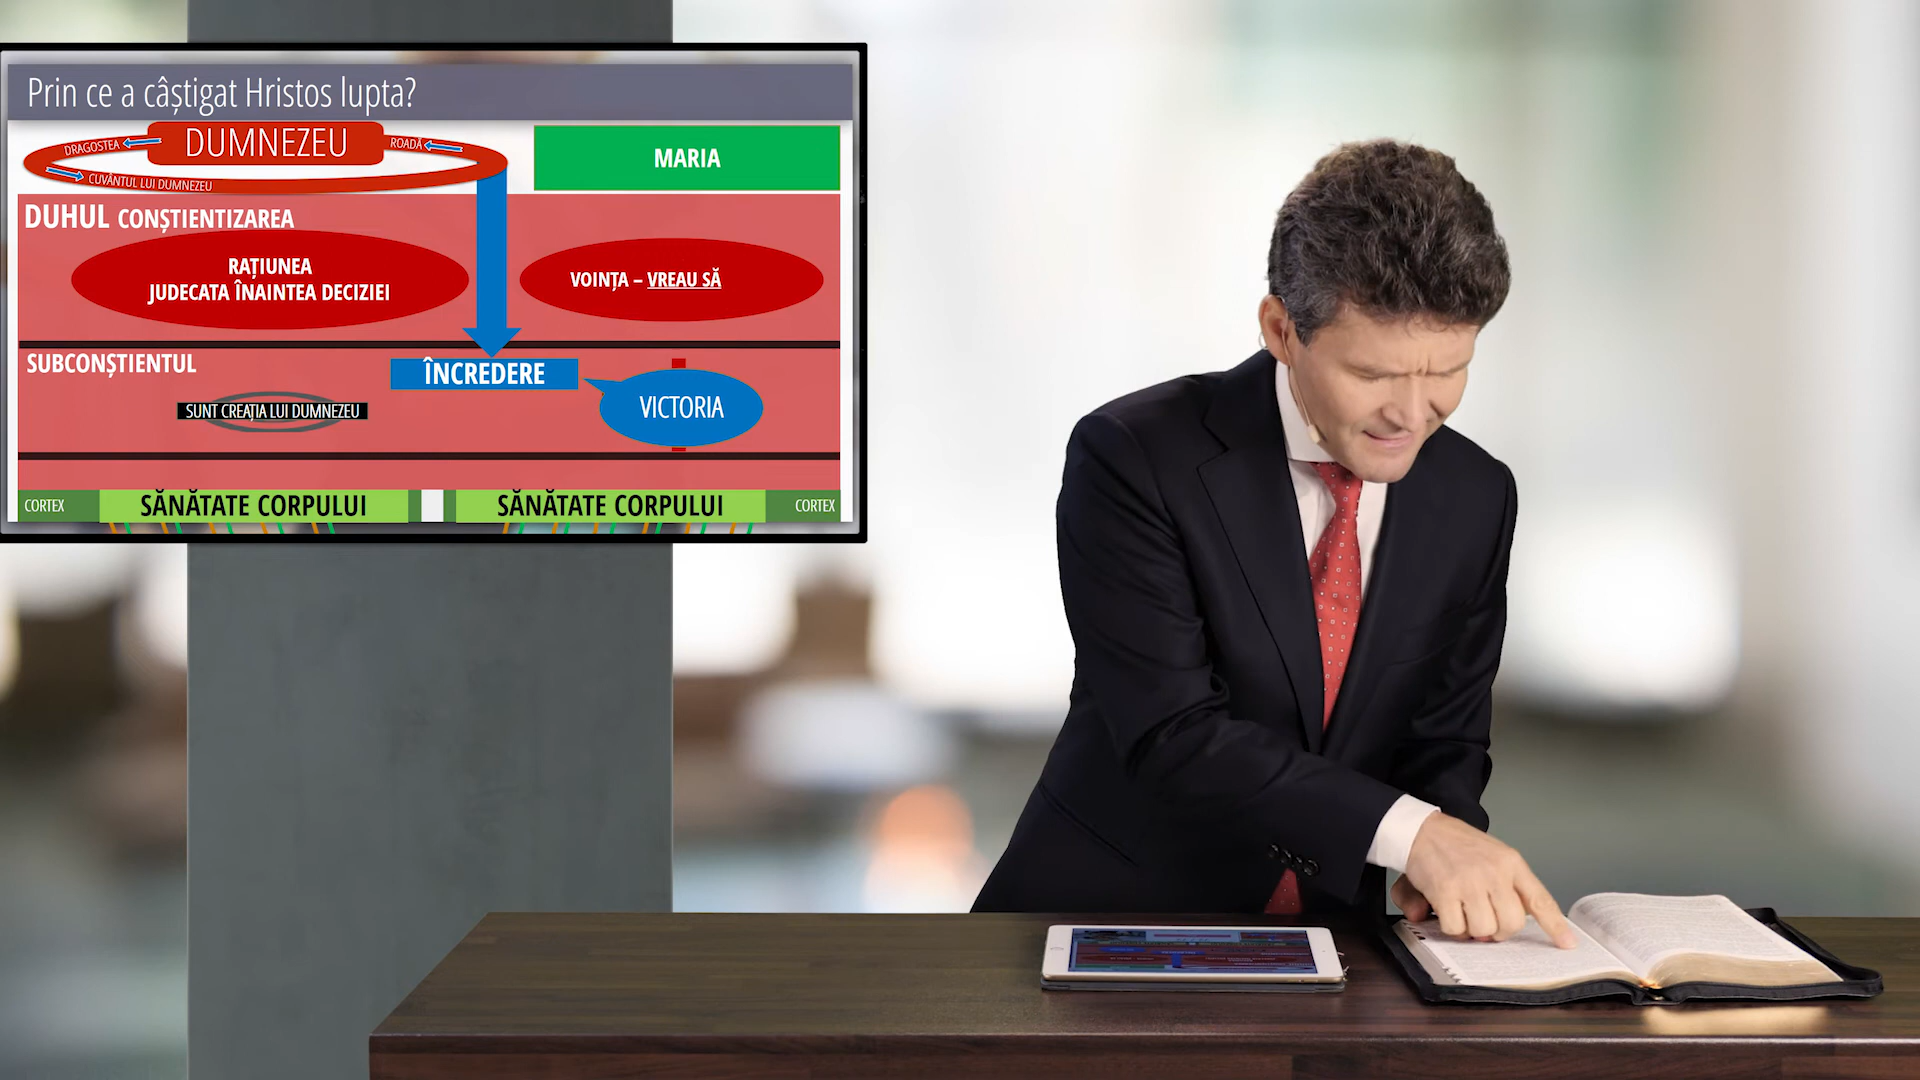 Prin ce a câștigat Hristos lupta?
DUMNEZEU
DRAGOSTEA
ROADĂ
CUVÂNTUL LUI DUMNEZEU
MARIA
DUHUL CONȘTIENTIZAREA
RAȚIUNEA
JUDECATA ÎNAINTEA DECIZIEI
VOINȚA – VREAU SĂ
SUBCONȘTIENTUL
ÎNCREDERE
SUNT CREAȚIA LUI DUMNEZEU
VICTORIA
CORTEX
SĂNĂTATE CORPULUI
SĂNĂTATE CORPULUI
CORTEX